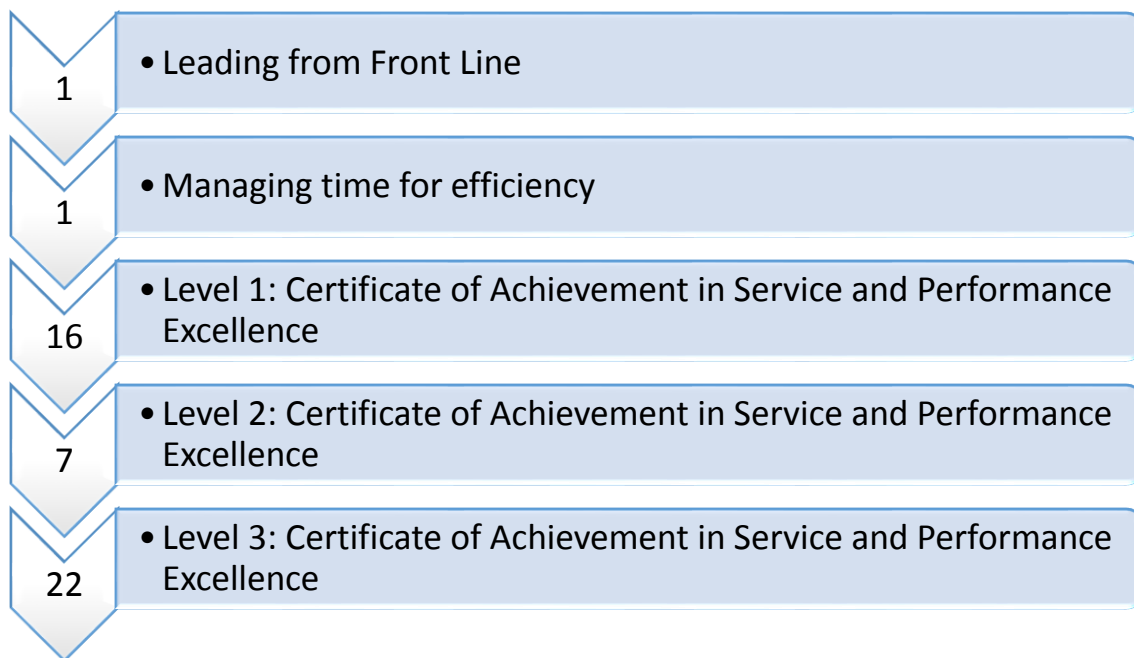 1
• Leading from Front Line
1
• Managing time for efficiency
16
• Level 1: Certificate of Achievement in Service and Performance
Excellence
7
• Level 2: Certificate of Achievement in Service and Performance
Excellence
22
• Level 3: Certificate of Achievement in Service and Performance
Excellence